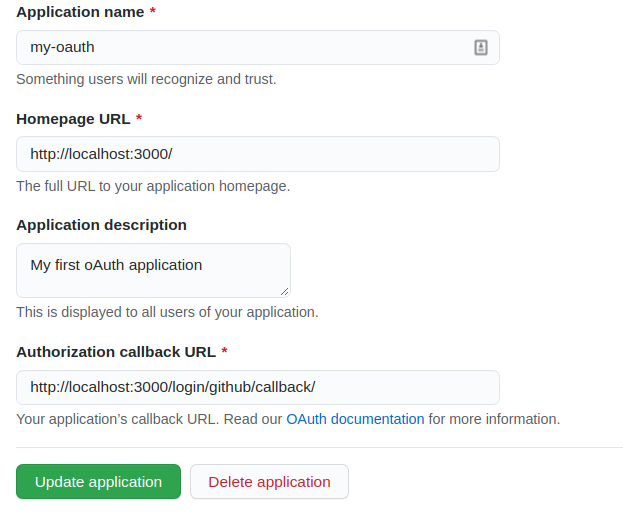 Application name *
my-oauth
Something users will recognize and trust.
Homepage URL *
http://localhost:3000/
The full URL to your application homepage.
Application description
My first oAuth application
This is displayed to all users of your application.
Authorization callback URL *
http://localhost:3000/login/github/callback/
Your application’s callback URL. Read our OAuth documentation for more information.
Update application Delete application